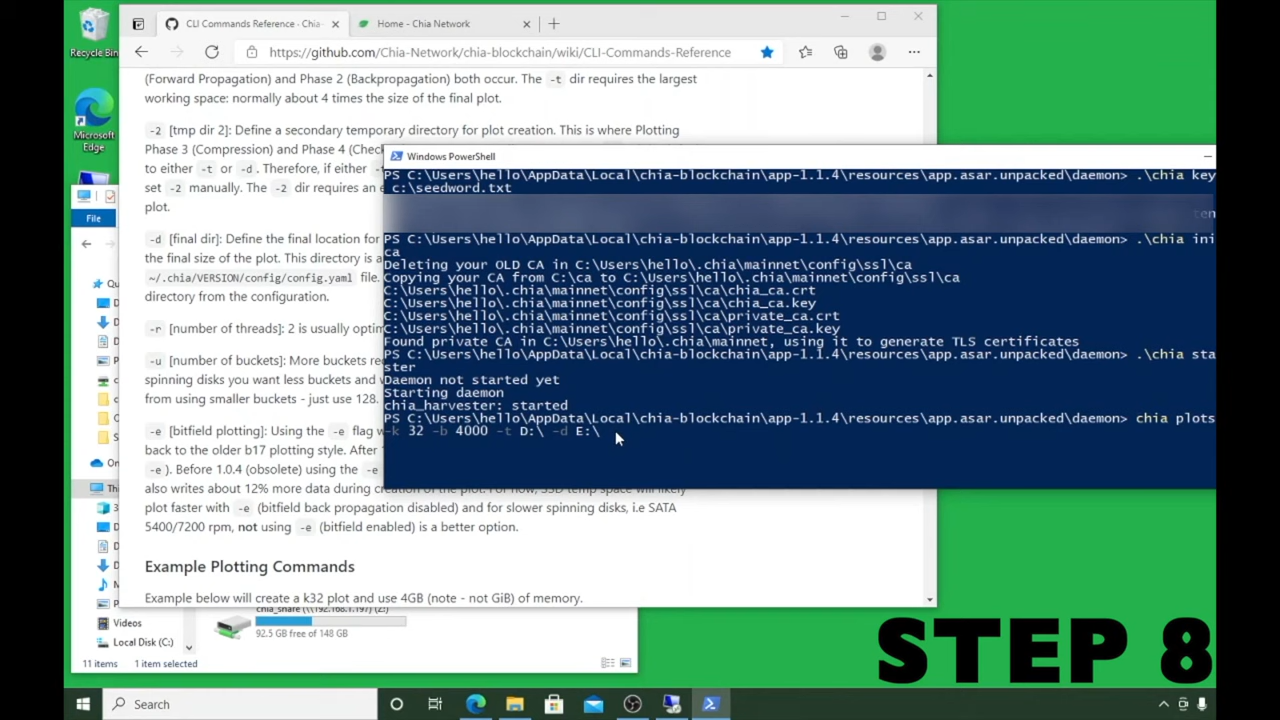 Recycle Bin
Microsoft
Edge
CLI Commands Reference · Chia-
Home - Chia Network
https://github.com/Chia-Network/chia-blockchain/wiki/CLI-Commands-Reference
(Forward Propagation) and Phase 2 (Backpropagation) both occur. The -t dir requires the largest
working space: normally about 4 times the size of the final plot.
-2 [tmp dir 2]: Define a secondary temporary directory for plot creation. This is where Plotting
Phase 3 (Compression) and Phase 4 (Chec
to either -t or -d. Therefore, if either -
set -2 manually. The -2 dir requires an e
plot.
-d [final dir]: Define the final location for
the final size of the plot. This directory is a
~/.chia/VERSION/config/config.yaml file.
directory from the configuration.
-r [number of threads]: 2 is usually optim
-u [number of buckets]: More buckets rec
spinning disks you want less buckets and v
from using smaller buckets - just use 128.
-e [bitfield plotting]: Using the -e flag w
back to the older b17 plotting style. After 1
-e ). Before 1.0.4 (obsolete) using the -e
also writes about 12% more data during creation of the plot. For now, SSD temp space will likely
plot faster with -e (bitfield back propagation disabled) and for slower spinning disks, i.e SATA
5400/7200 rpm, not using -e (bitfield enabled) is a better option.
Example Plotting Commands
Example below will create a k32 plot and use 4GB (note - not GiB) of memory.
Windows PowerShell
PS C:\Users\hello\AppData\Local\chia-blockchain\app-1.1.4\resources\app.asar.unpacked\daemon> .\chia key
c:\seedword.txt
ten
PS C:\Users\hello\AppData\Local\chia-blockchain\app-1.1.4\resources\app.asar.unpacked\daemon> .\chia ini
ca
Deleting your OLD CA in C:\Users\hello\.chia\mainnet\config\ssl\ca
Copying your CA from C:\ca to C:\Users\hello\.chia\mainnet\config\ssl\ca
C:\Users\hello\.chia\mainnet\config\ssl\ca\chia_ca.crt
C:\Users\hello\.chia\mainnet\config\ssl\ca\chia_ca.key
C:\Users\hello\.chia\mainnet\config\ssl\ca\private_ca.crt
C:\Users\hello\.chia\mainnet\config\ssl\ca\private_ca.key
Found private CA in C:\Users\hello\.chia\mainnet, using it to generate TLS certificates
PS C:\Users\hello\AppData\Local\chia-blockchain\app-1.1.4\resources\app.asar.unpacked\daemon> .\chia sta
ster
Daemon not started yet
Starting daemon
chia_harvester: started
PS C:\Users\hello\AppData\Local\chia-blockchain\app-1.1.4\resources\app.asar.unpacked\daemon> chia plots
-k 32 -b 4000 -t D:\ -d E:\
File
Qu
D
D
D
P
c
c
C
S
On
Thi
3
D
D
D
M
P
Videos
Local Disk (C:)
chia_share (\\192.168.1.197) (Z:)
92.5 GB free of 148 GB
11 items
1 item selected
STEP 8
Search